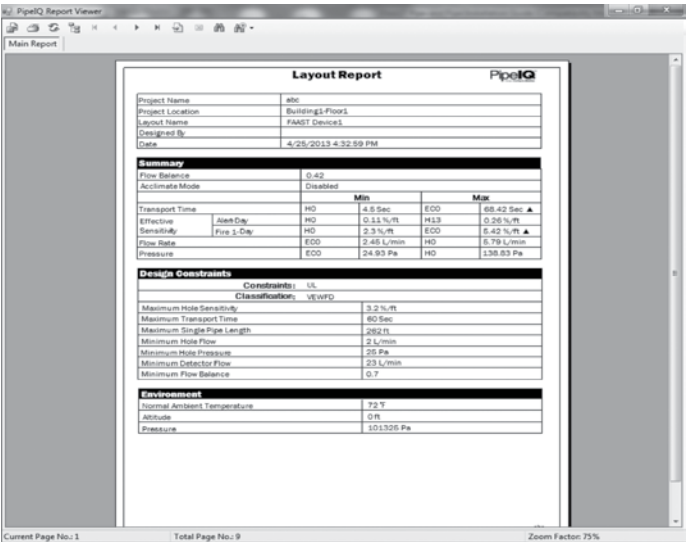 PipeIQ Report Viewer
Main Report
Layout Report PipeIQ
Project Name abc
Project Location Building1-Floor1
Layout Name FAAST Device1
Designed By
Date 4/25/2013 4:32:59 PM
Summary
Flow Balance 0.42
Acclimate Mode Disabled
Min Max
Transport Time H0 4.5 Sec EC0 68.42 Sec ▲
Effective Sensitivity Alert-Day H0 0.11 %/ft H13 0.26 %/ft
Fire 1-Day H0 2.3 %/ft EC0 5.42 %/ft ▲
Flow Rate EC0 2.45 L/min H0 5.79 L/min
Pressure EC0 24.93 Pa H0 138.83 Pa
Design Constraints
Constraints: UL
Classification: VEWFD
Maximum Hole Sensitivity 3.2 %/ft
Maximum Transport Time 60 Sec
Maximum Single Pipe Length 262 ft
Minimum Hole Flow 2 L/min
Minimum Hole Pressure 25 Pa
Minimum Detector Flow 23 L/min
Minimum Flow Balance 0.7
Environment
Normal Ambient Temperature 72 °F
Altitude 0 ft
Pressure 101325 Pa
Current Page No.: 1 Total Page No.: 9 Zoom Factor: 75%